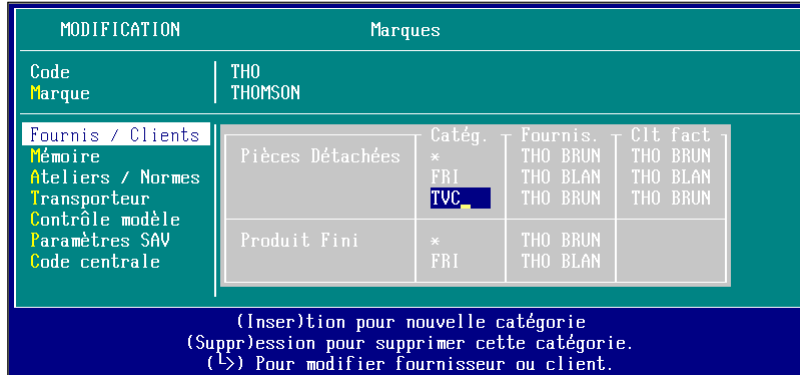 MODIFICATION Marques
Code THO
Marque THOMSON
Fournis / Clients
Mémoire
Ateliers / Normes
Transporteur
Contrôle modèle
Paramètres SAV
Code centrale
Catég. Fournis. Clt fact
Pièces Détachées * THO BRUN THO BRUN
FRI THO BLAN THO BLAN
TVC_ THO BRUN THO BRUN
Produit Fini * THO BRUN
FRI THO BLAN
(Inser)tion pour nouvelle catégorie
(Suppr)ession pour supprimer cette catégorie.
(└>) Pour modifier fournisseur ou client.